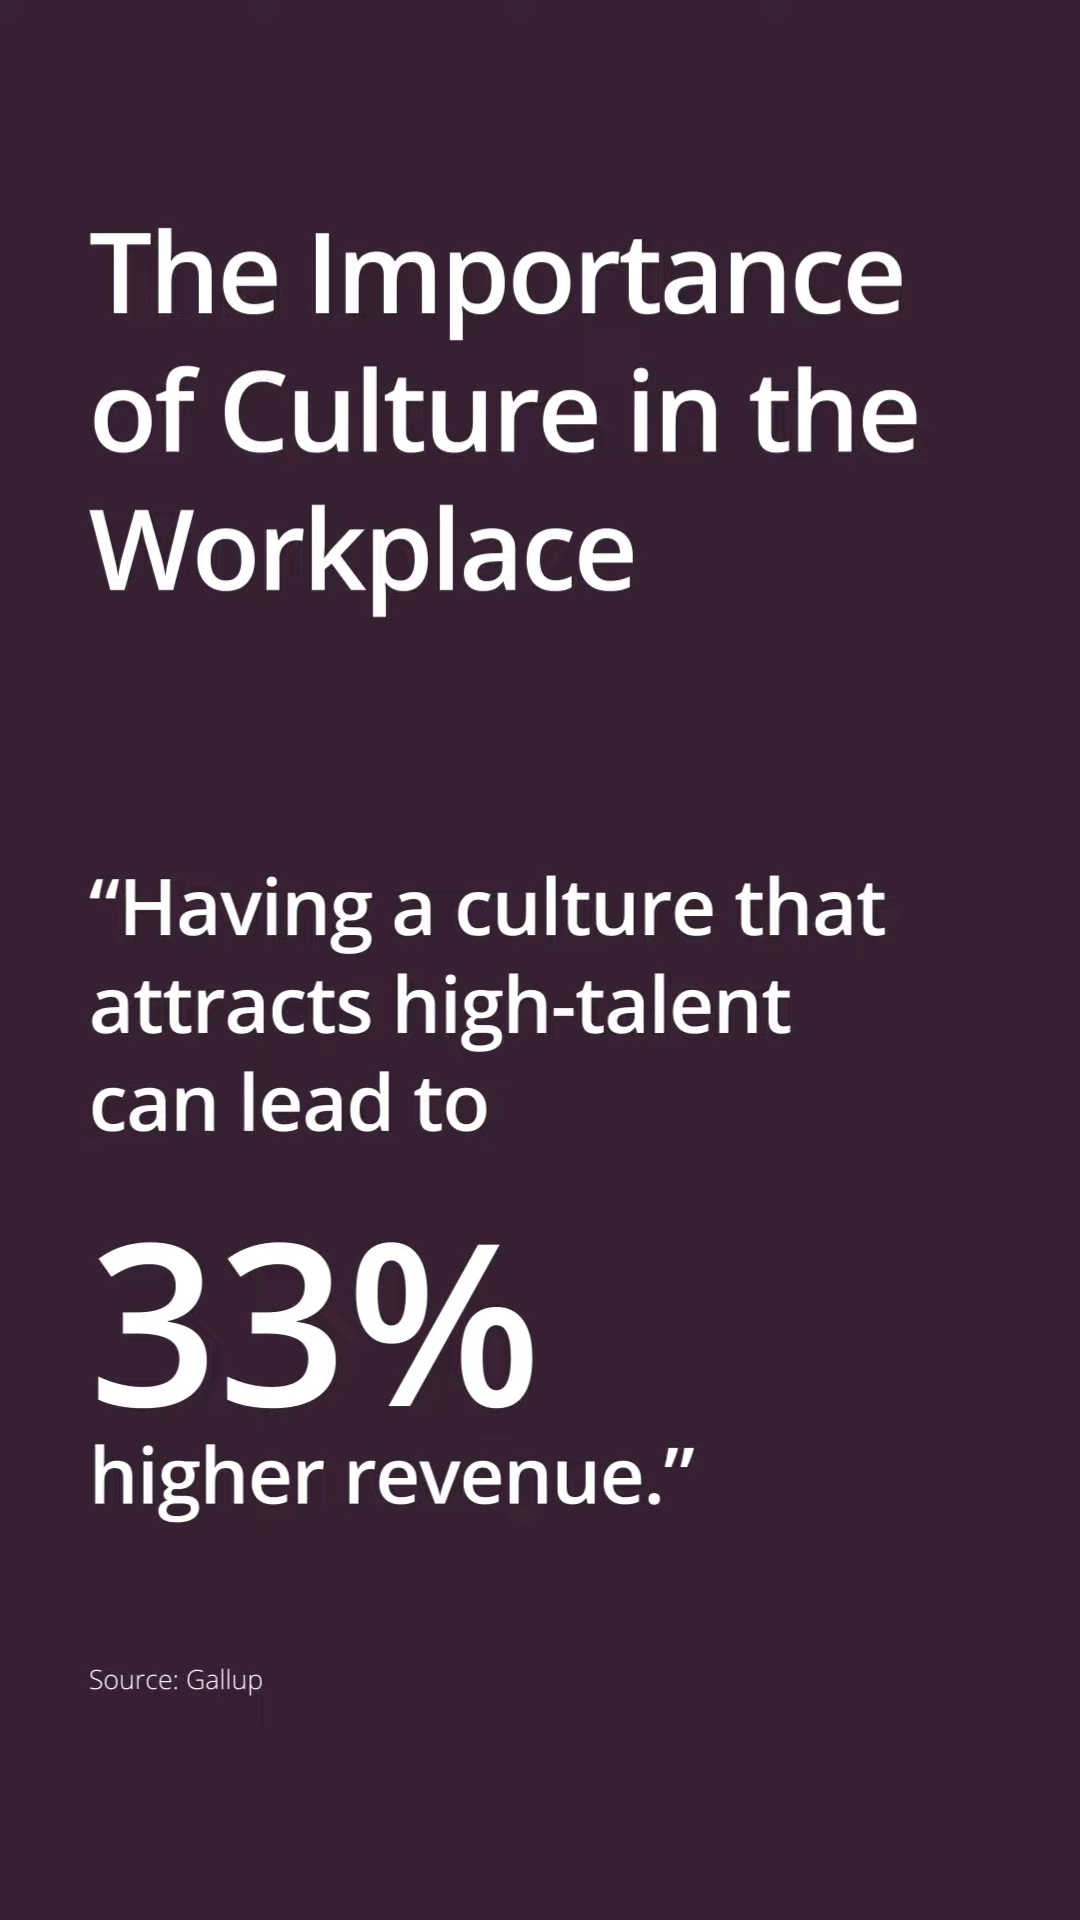 The Importance
of Culture in the
Workplace
“Having a culture that
attracts high-talent
can lead to
33%
higher revenue.”
Source: Gallup